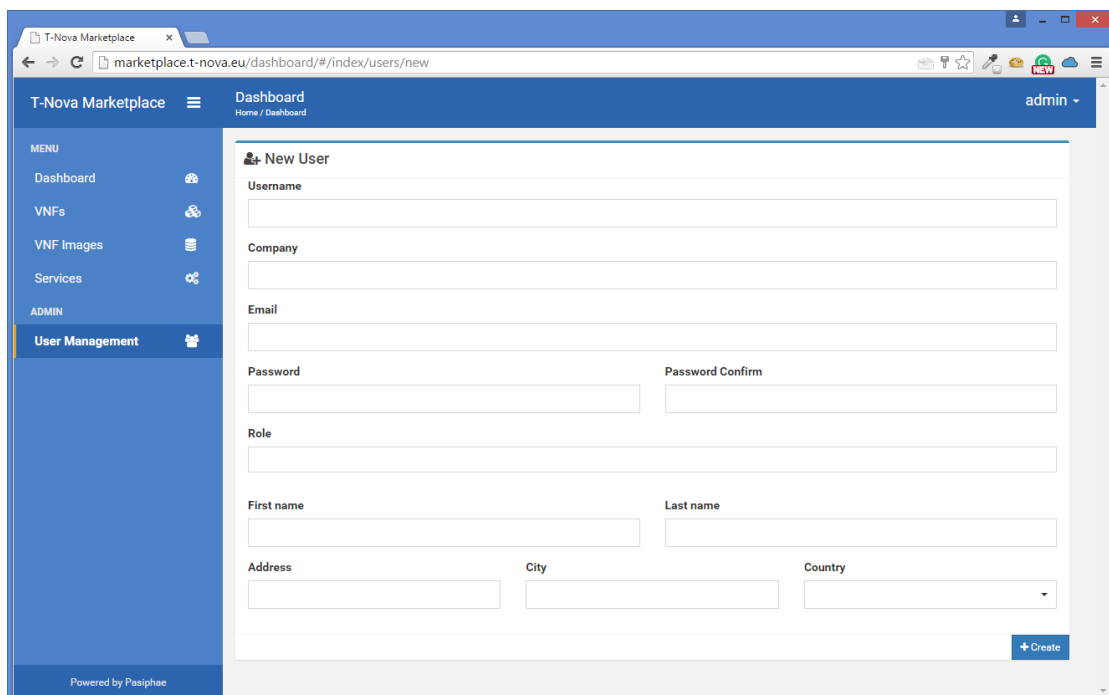 T-Nova Marketplace
marketplace.t-nova.eu/dashboard/#/index/users/new
NEW
T-Nova Marketplace
Dashboard
Home / Dashboard
admin
MENU
Dashboard
VNFs
VNF Images
Services
ADMIN
User Management
New User
Username
Company
Email
Password Password Confirm
Role
First name Last name
Address City Country
+ Create
Powered by Pasiphae